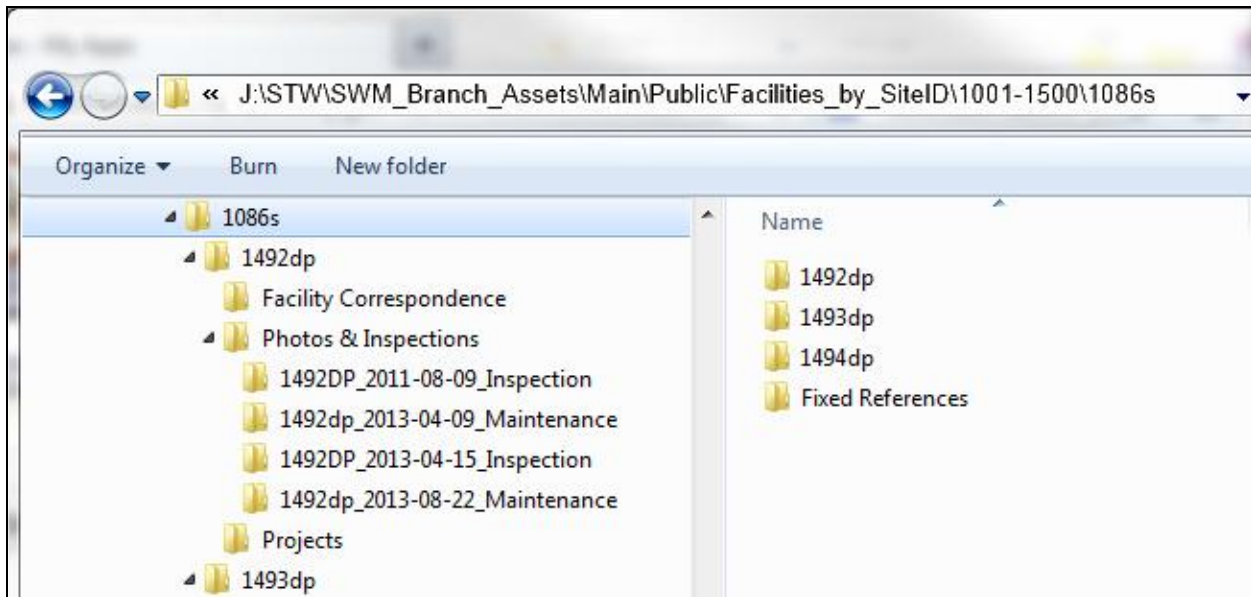 « J:\STW\SWM_Branch_Assets\Main\Public\Facilities_by_SiteID\1001-1500\1086s
Organize Burn New folder
1086s
1492dp
Facility Correspondence
Photos & Inspections
1492DP_2011-08-09_Inspection
1492dp_2013-04-09_Maintenance
1492DP_2013-04-15_Inspection
1492dp_2013-08-22_Maintenance
Projects
1493dp
Name
1492dp
1493dp
1494dp
Fixed References